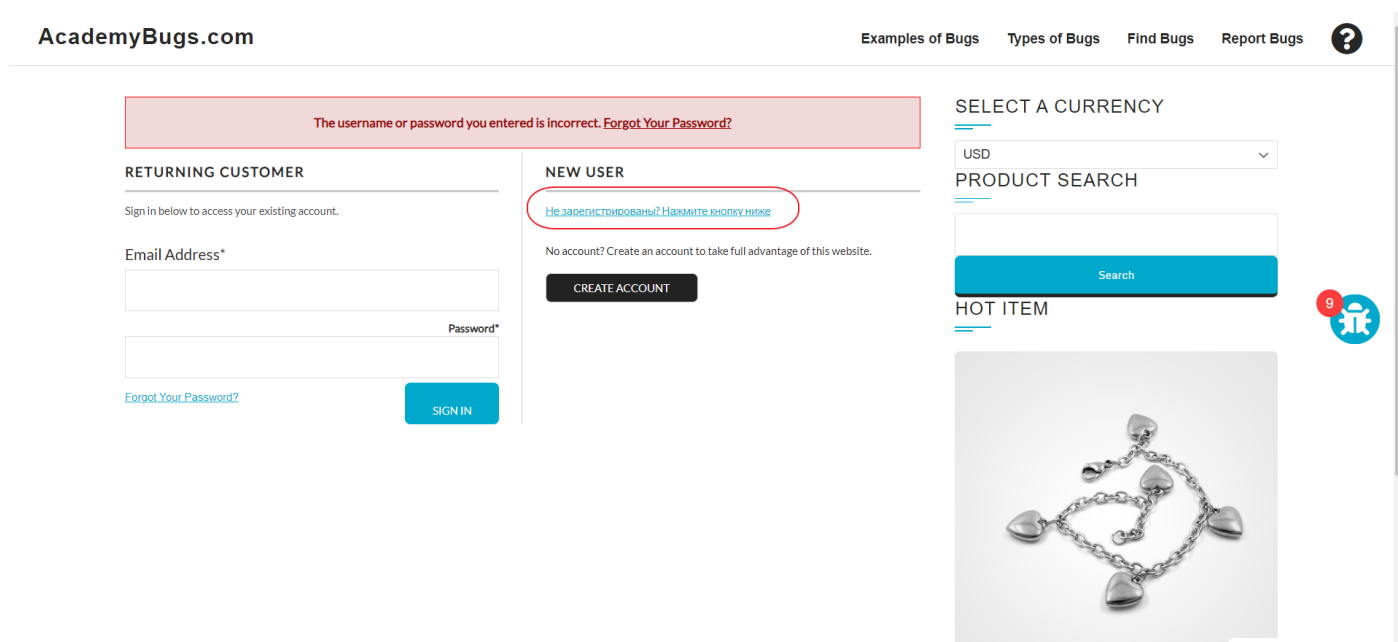 AcademyBugs.com
Examples of Bugs Types of Bugs Find Bugs Report Bugs ?
The username or password you entered is incorrect. Forgot Your Password?
RETURNING CUSTOMER
Sign in below to access your existing account.
Email Address*
Password*
Forgot Your Password?
SIGN IN
NEW USER
Не зарегистрированы? Нажмите кнопку ниже
No account? Create an account to take full advantage of this website.
CREATE ACCOUNT
SELECT A CURRENCY
USD
PRODUCT SEARCH
Search
HOT ITEM
9